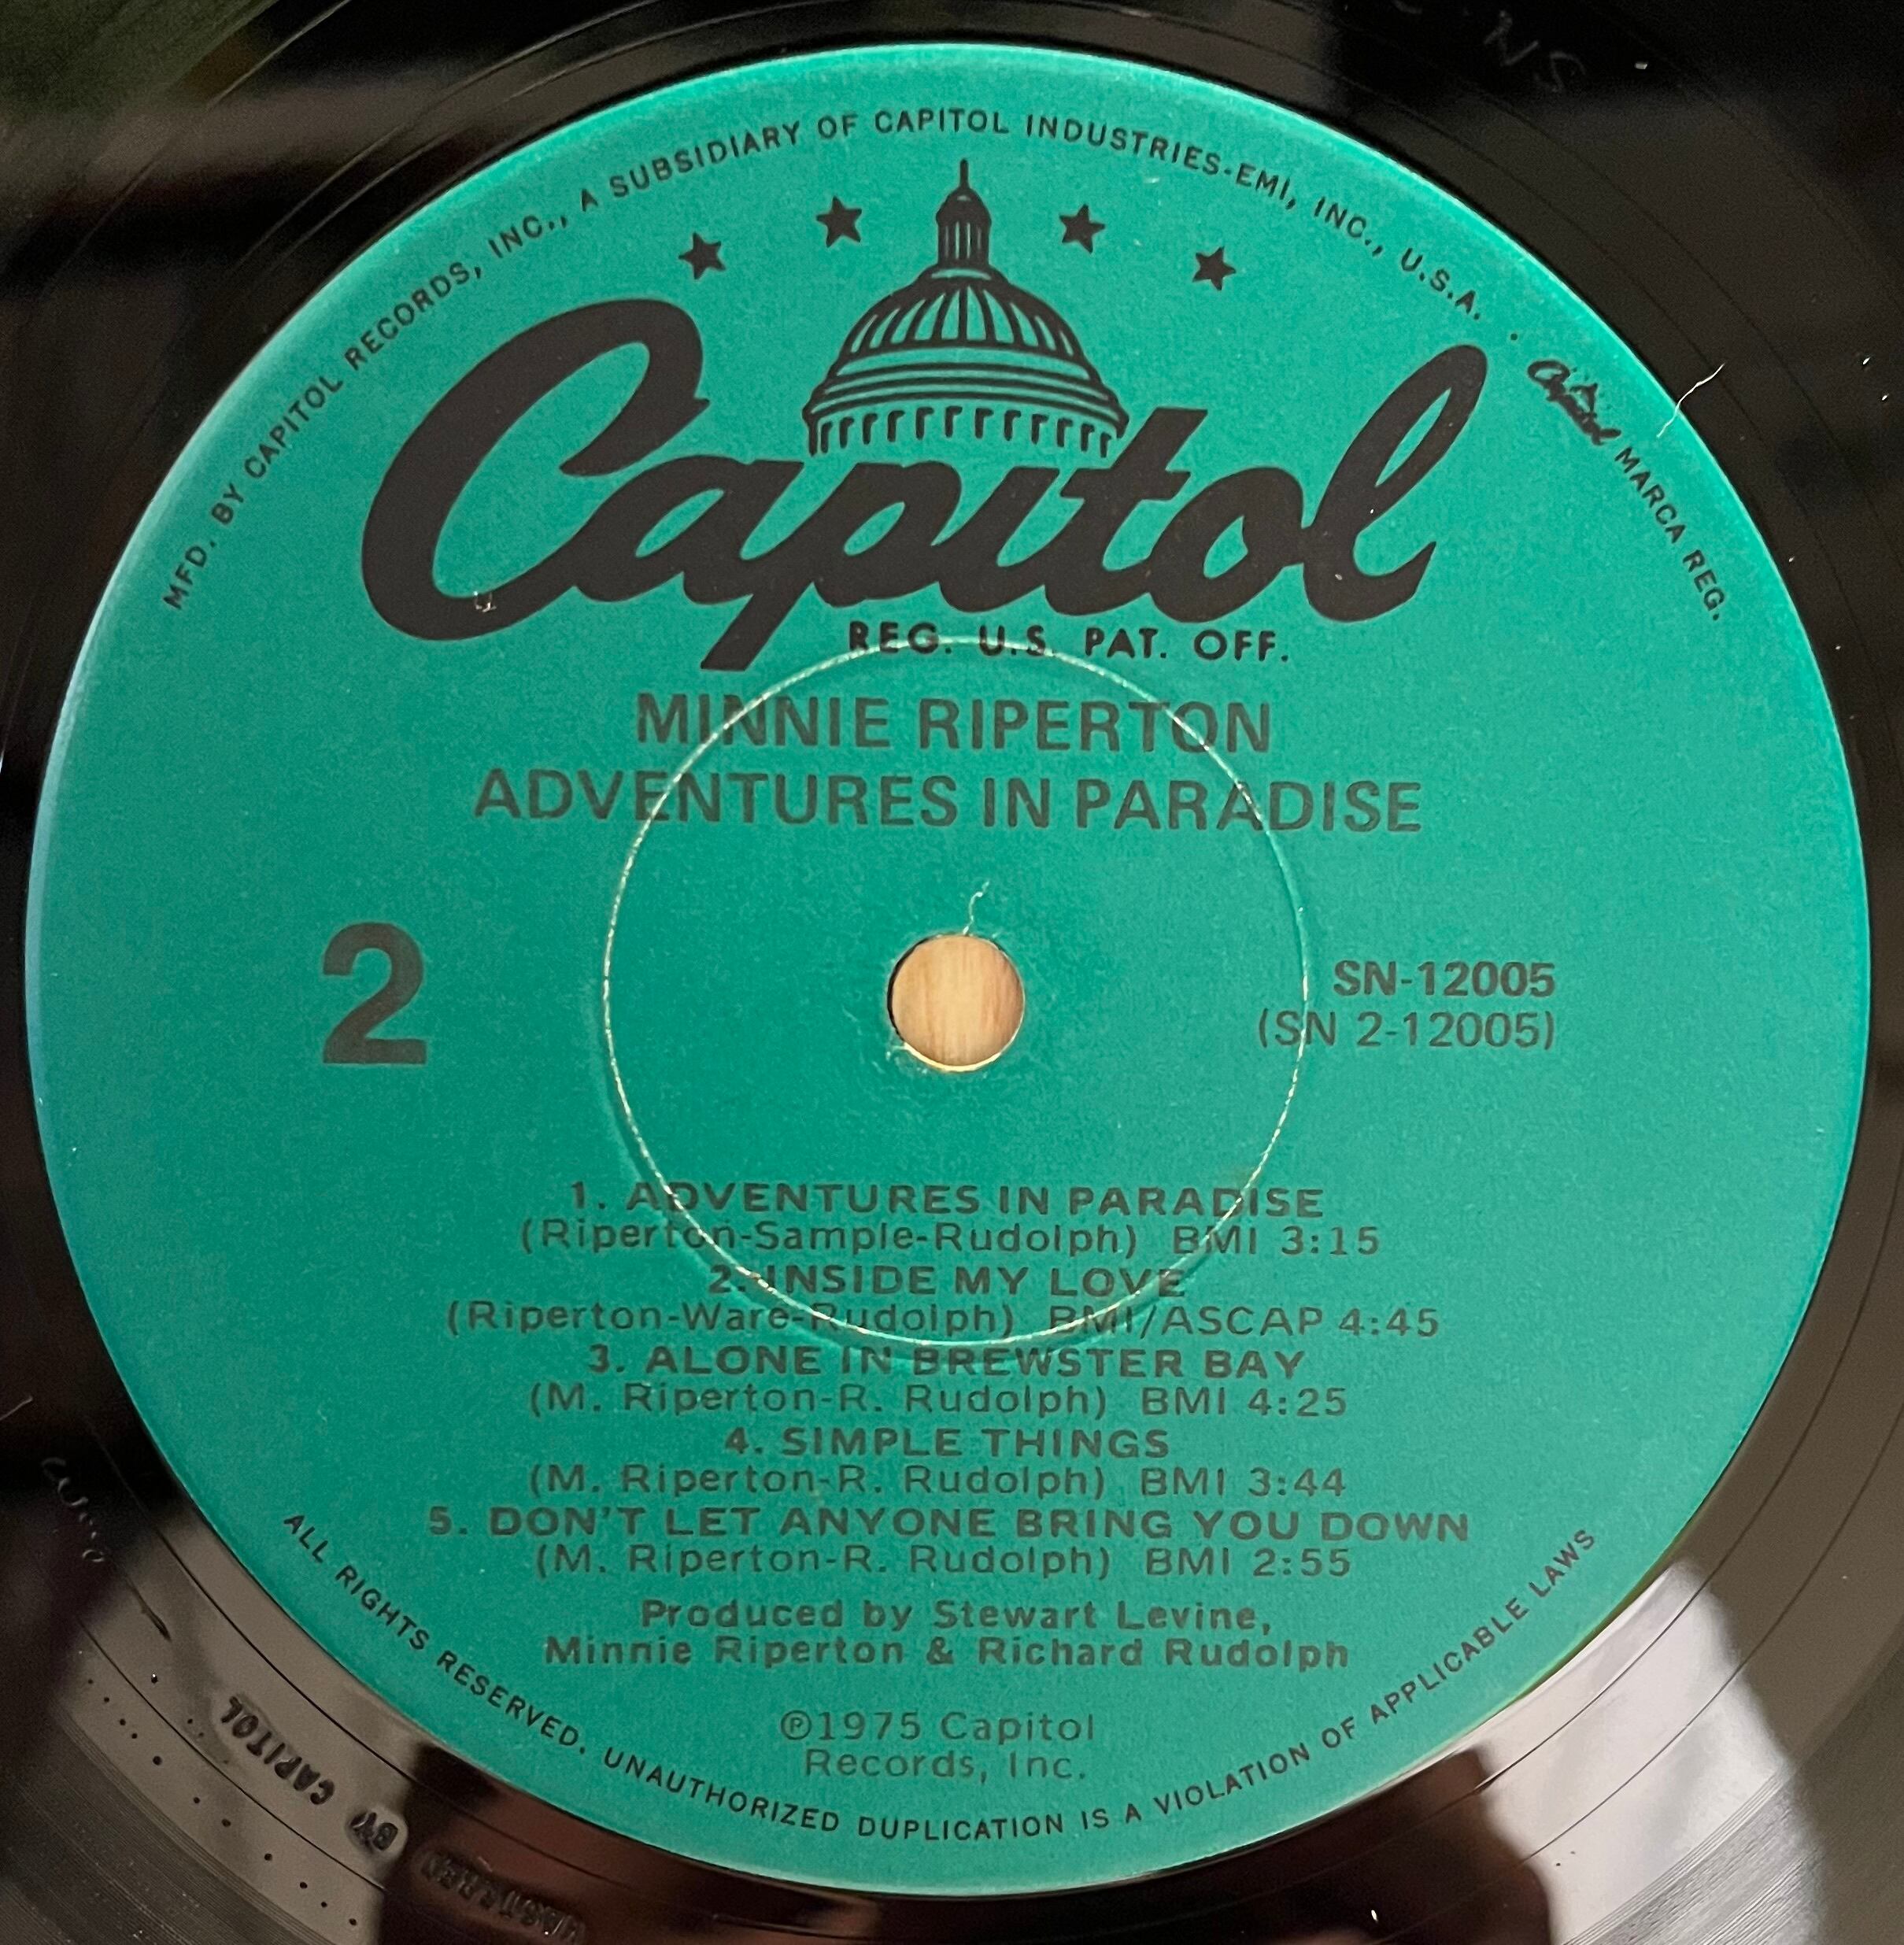 MFD. BY CAPITOL RECORDS, INC., A SUBSIDIARY OF CAPITOL INDUSTRIES-EMI, INC., U.S.A. . Capitol MARCA REG.
Capitol
REG. U.S. PAT. OFF.
MINNIE RIPERTON
ADVENTURES IN PARADISE
2
SN-12005
(SN 2-12005)
1. ADVENTURES IN PARADISE
(Riperton-Sample-Rudolph) BMI 3:15
2. INSIDE MY LOVE
(Riperton-Ware-Rudolph) BMI/ASCAP 4:45
3. ALONE IN BREWSTER BAY
(M. Riperton-R. Rudolph) BMI 4:25
4. SIMPLE THINGS
(M. Riperton-R. Rudolph) BMI 3:44
5. DON'T LET ANYONE BRING YOU DOWN
(M. Riperton-R. Rudolph) BMI 2:55
Produced by Stewart Levine,
Minnie Riperton & Richard Rudolph
℗1975 Capitol
Records, Inc.
ALL RIGHTS RESERVED. UNAUTHORIZED DUPLICATION IS A VIOLATION OF APPLICABLE LAWS
MASTERED BY CAPITOL